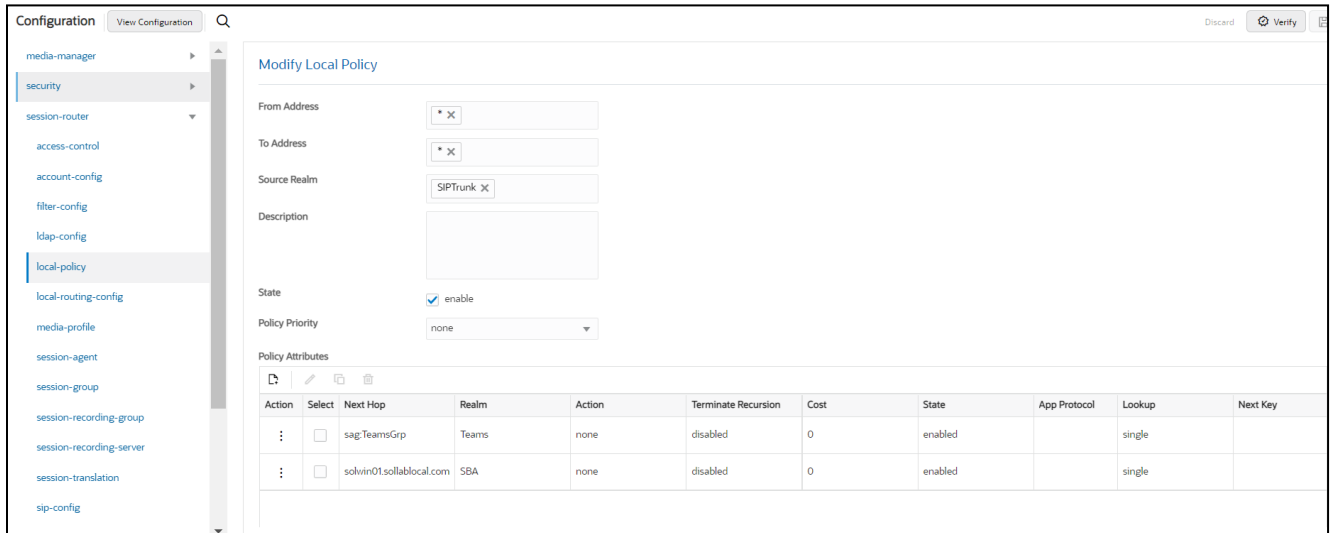 Configuration View Configuration Discard Verify
media-manager
security
session-router
access-control
account-config
filter-config
ldap-config
local-policy
local-routing-config
media-profile
session-agent
session-group
session-recording-group
session-recording-server
session-translation
sip-config
Modify Local Policy
From Address * X
To Address * X
Source Realm SIPTrunk X
Description
State enable
Policy Priority none
Policy Attributes
Action Select Next Hop Realm Action Terminate Recursion Cost State App Protocol Lookup Next Key
sag:TeamsGrp Teams none disabled 0 enabled single
solwin01.sollablocal.com SBA none disabled 0 enabled single